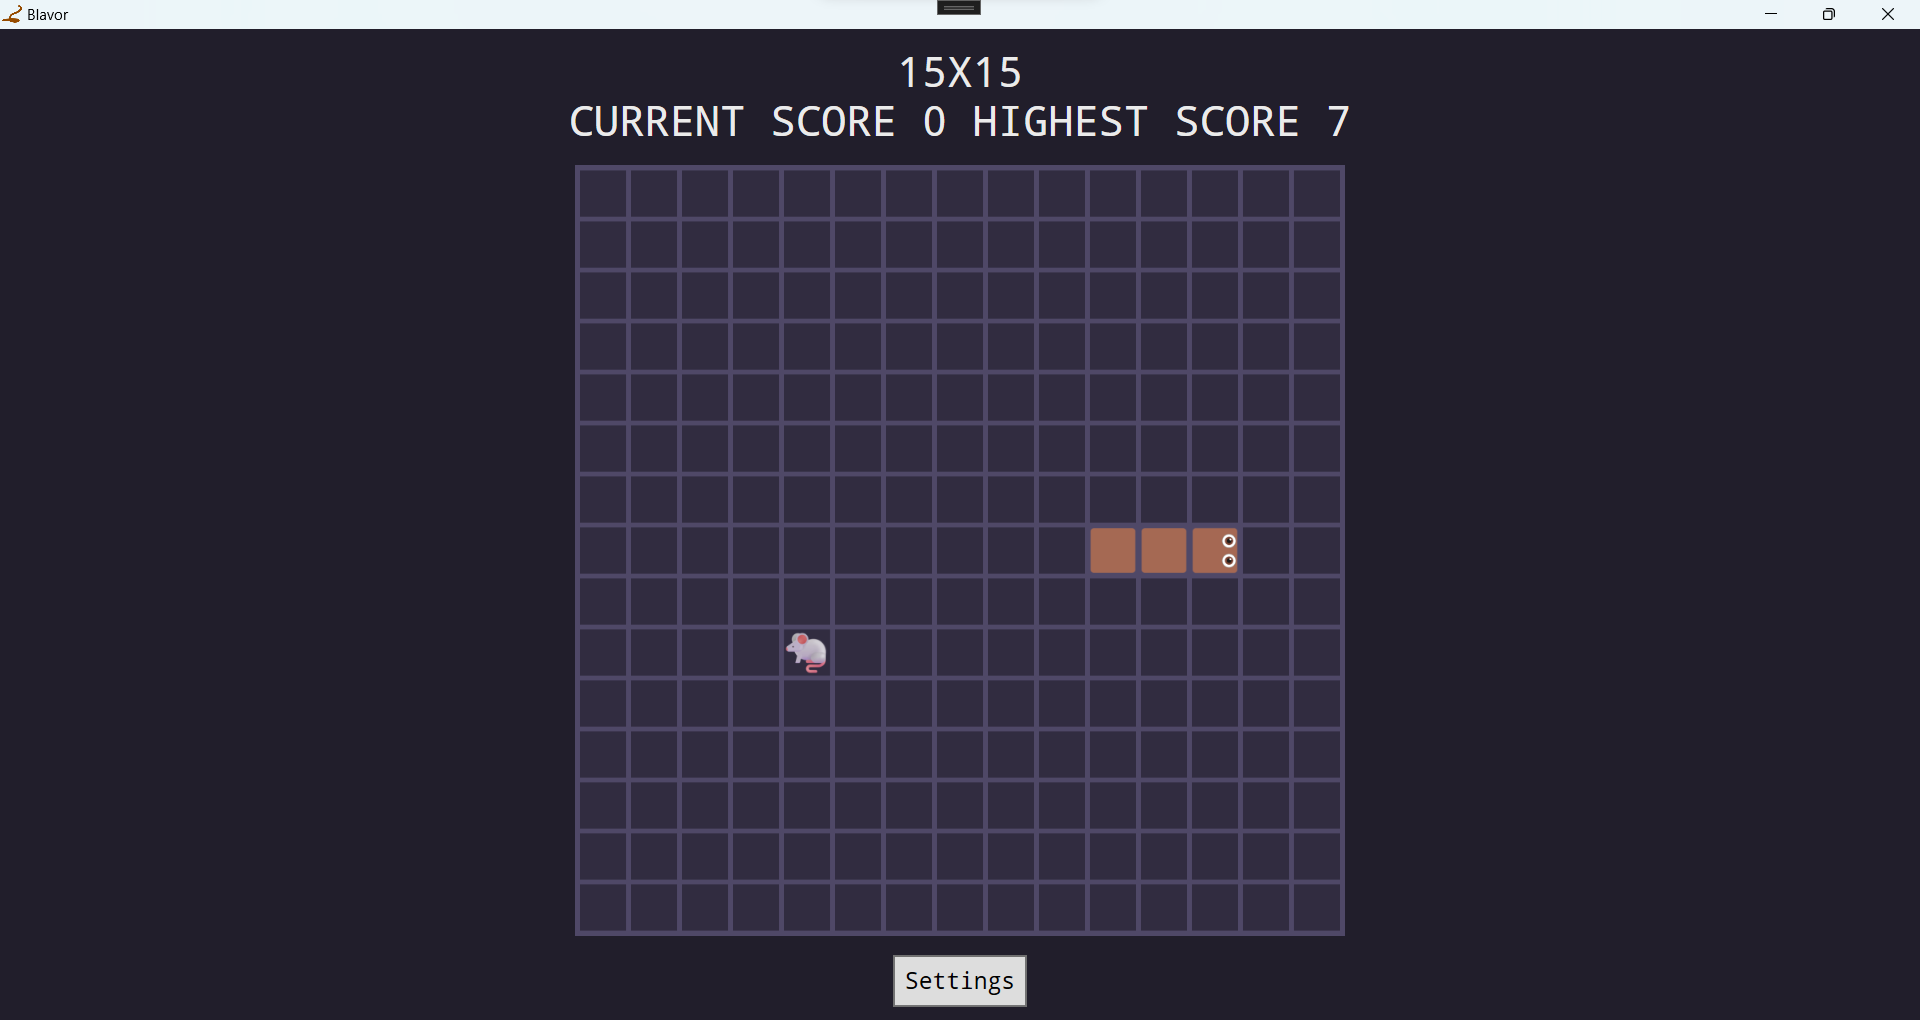 Blavor
15X15
CURRENT SCORE 0 HIGHEST SCORE 7
Settings